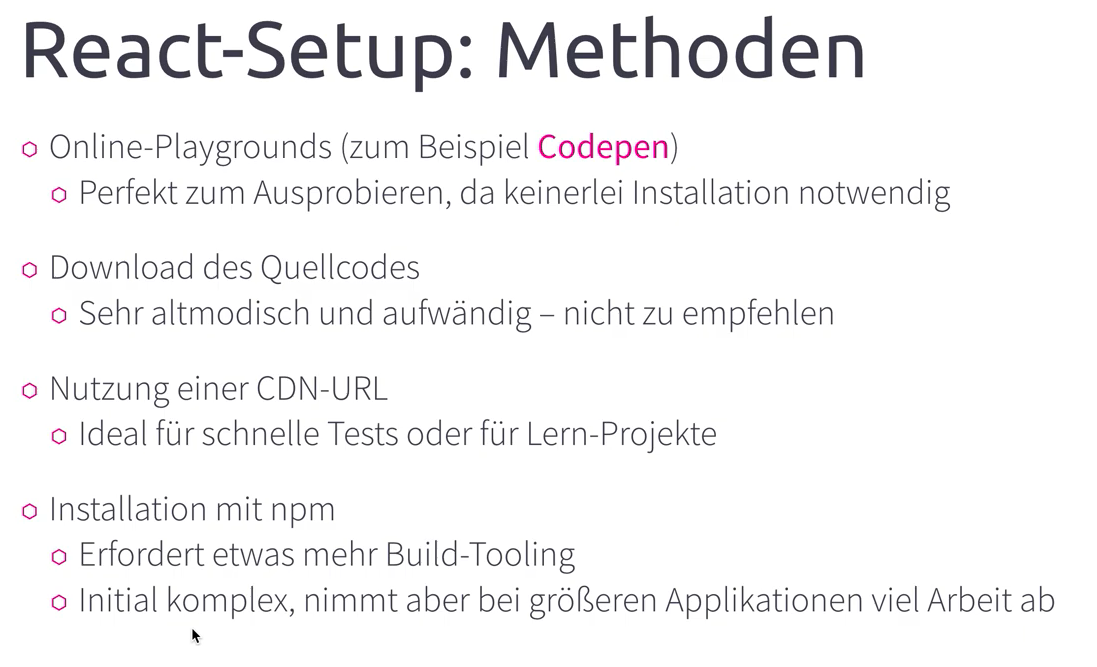 React-Setup: Methoden
Online-Playgrounds (zum Beispiel Codepen)
Perfekt zum Ausprobieren, da keinerlei Installation notwendig
Download des Quellcodes
Sehr altmodisch und aufwändig – nicht zu empfehlen
Nutzung einer CDN-URL
Ideal für schnelle Tests oder für Lern-Projekte
Installation mit npm
Erfordert etwas mehr Build-Tooling
Initial komplex, nimmt aber bei größeren Applikationen viel Arbeit ab